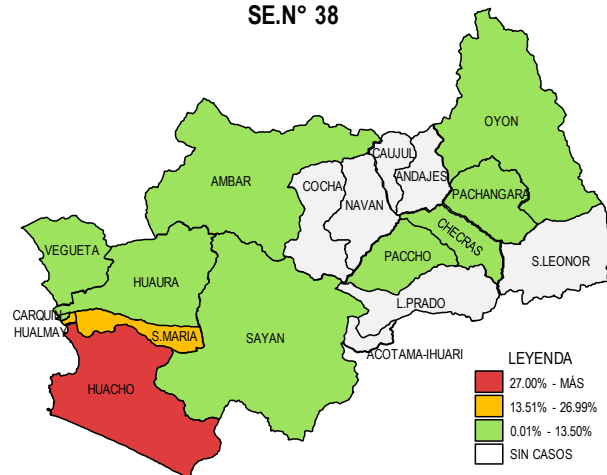 SE.N° 38
OYON
CAUJUL
ANDAJES
AMBAR
COCHA
NAVAN
PACHANGARA
CHECRAS
VEGUETA
PACCHO
S.LEONOR
HUAURA
L.PRADO
CARQUIN
HUALMAY
S.MARIA
SAYAN
ACOTAMA-IHUARI
HUACHO
LEYENDA
27.00% - MÁS
13.51% - 26.99%
0.01% - 13.50%
SIN CASOS